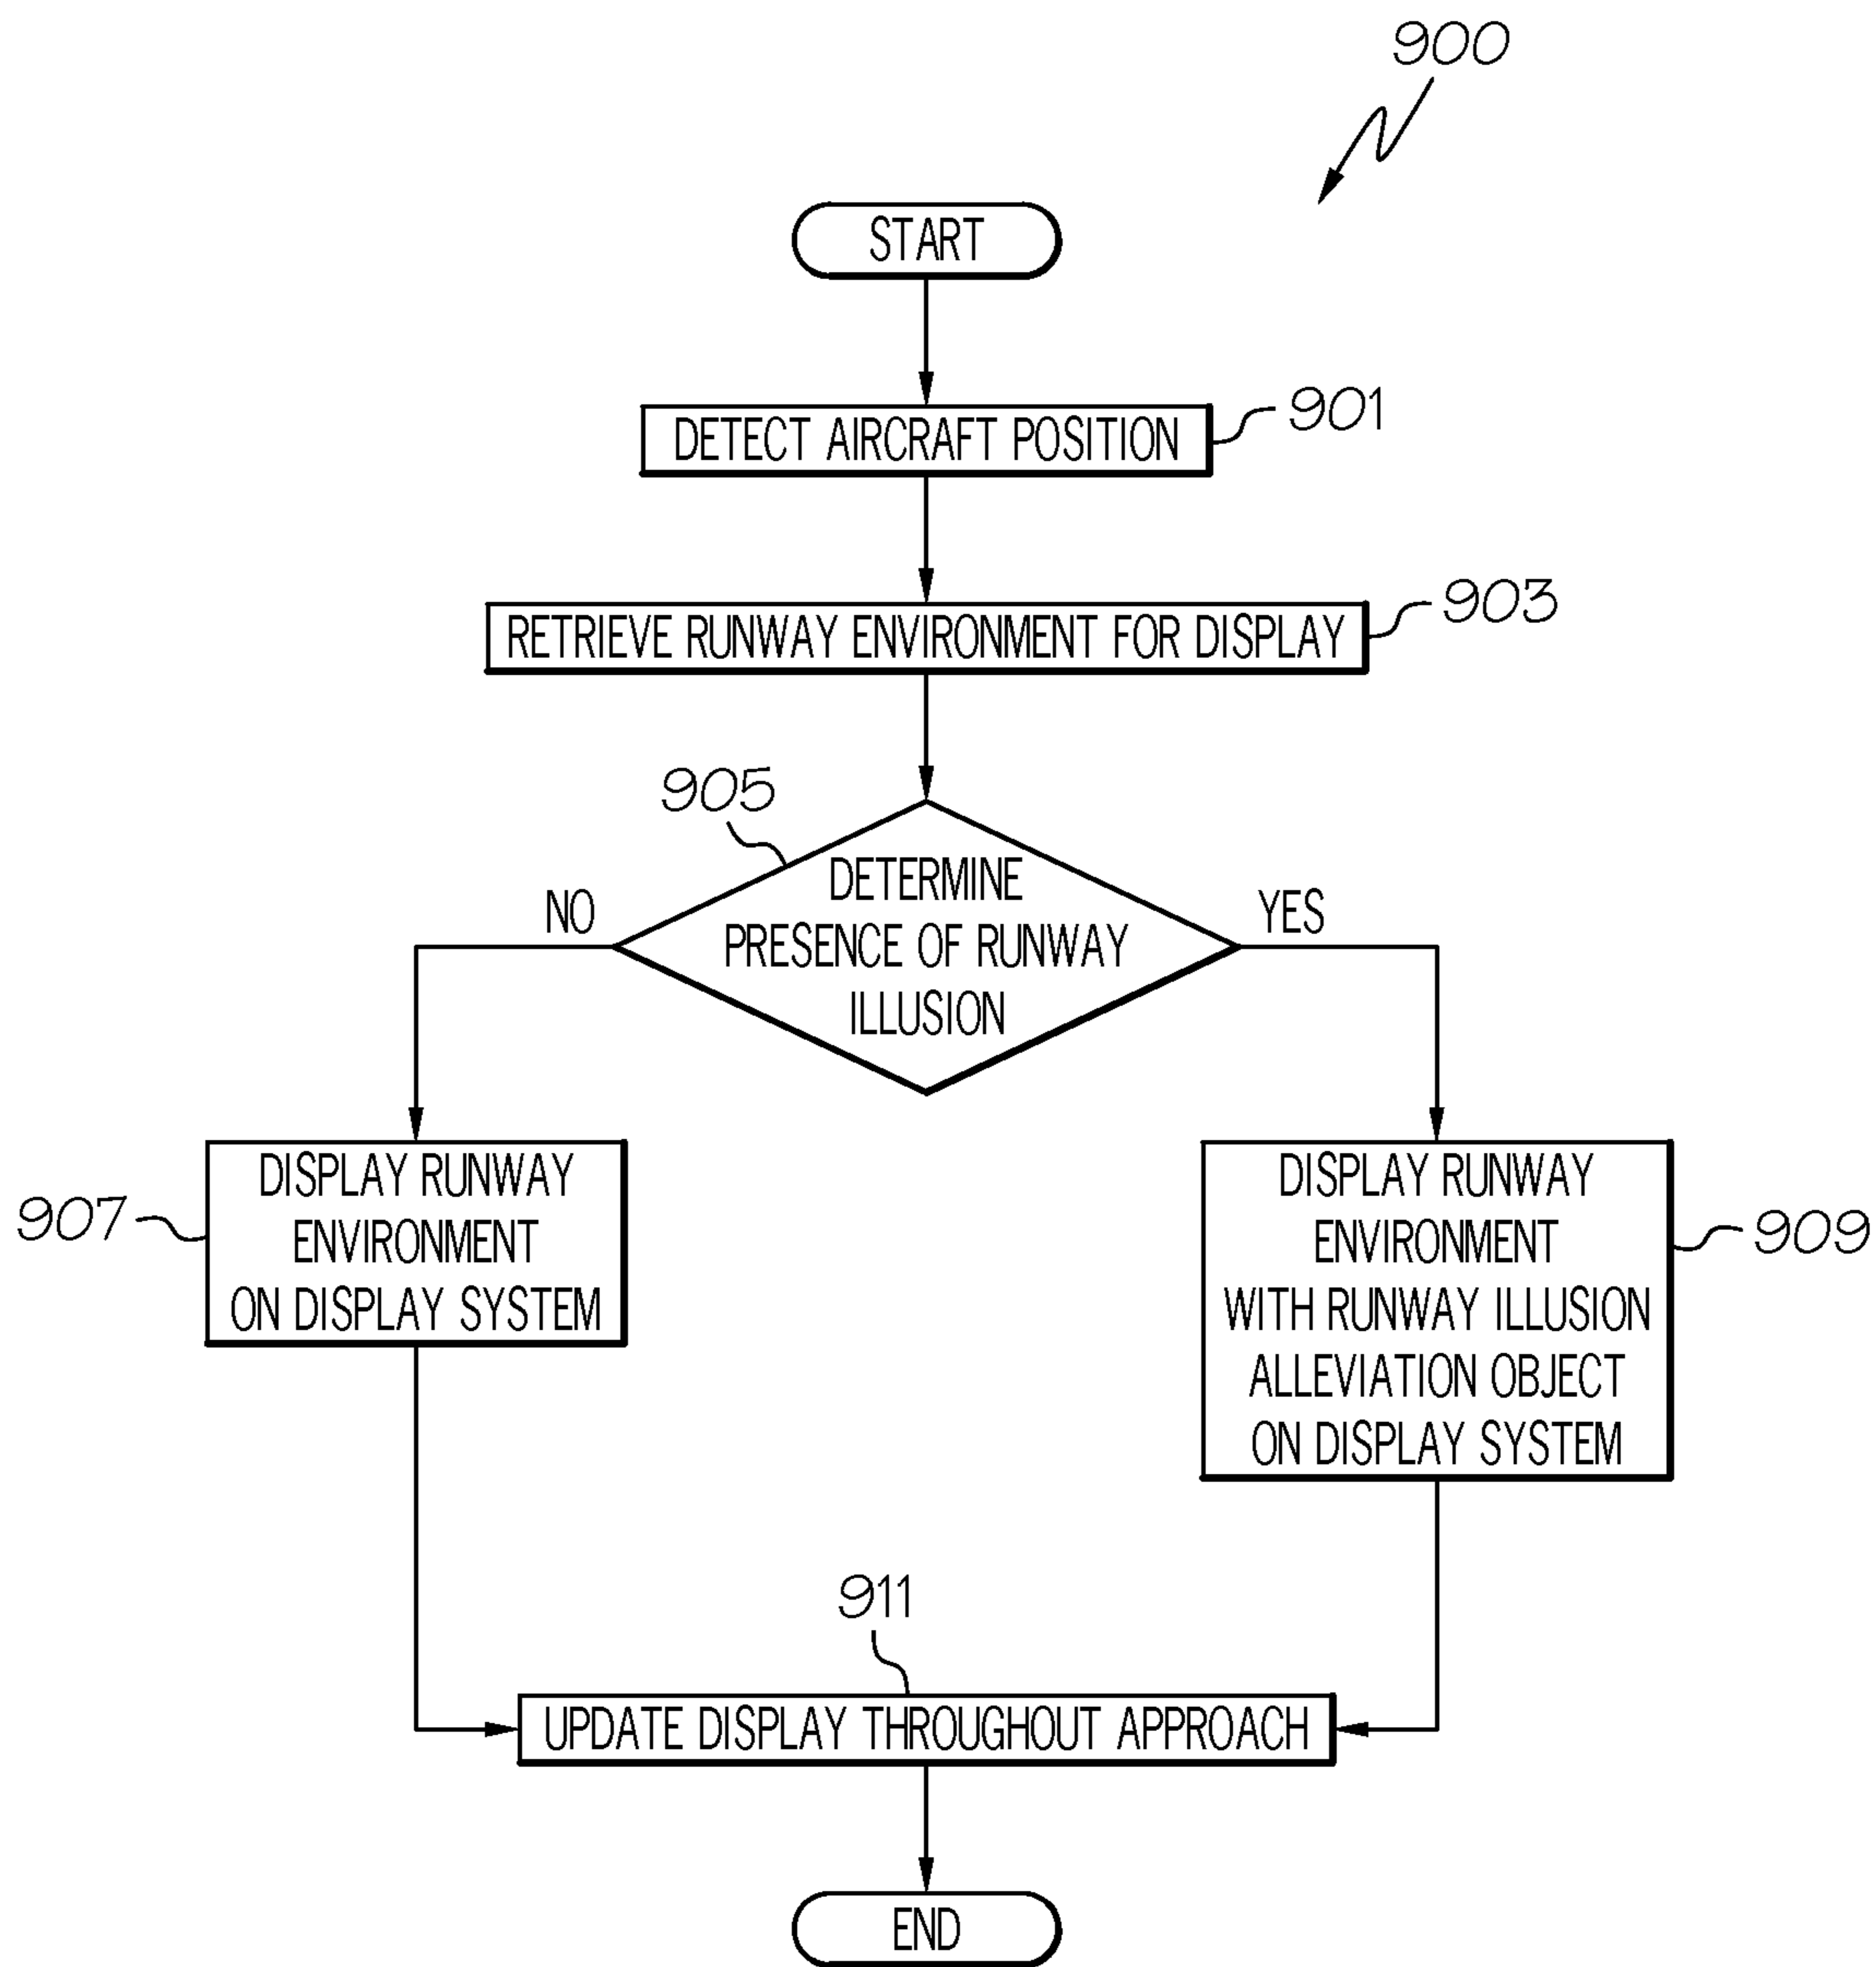 900
START
DETECT AIRCRAFT POSITION
901
RETRIEVE RUNWAY ENVIRONMENT FOR DISPLAY
903
905
DETERMINE
PRESENCE OF RUNWAY
ILLUSION
NO
YES
DISPLAY RUNWAY
ENVIRONMENT
ON DISPLAY SYSTEM
907
DISPLAY RUNWAY
ENVIRONMENT
WITH RUNWAY ILLUSION
ALLEVIATION OBJECT
ON DISPLAY SYSTEM
909
911
UPDATE DISPLAY THROUGHOUT APPROACH
END